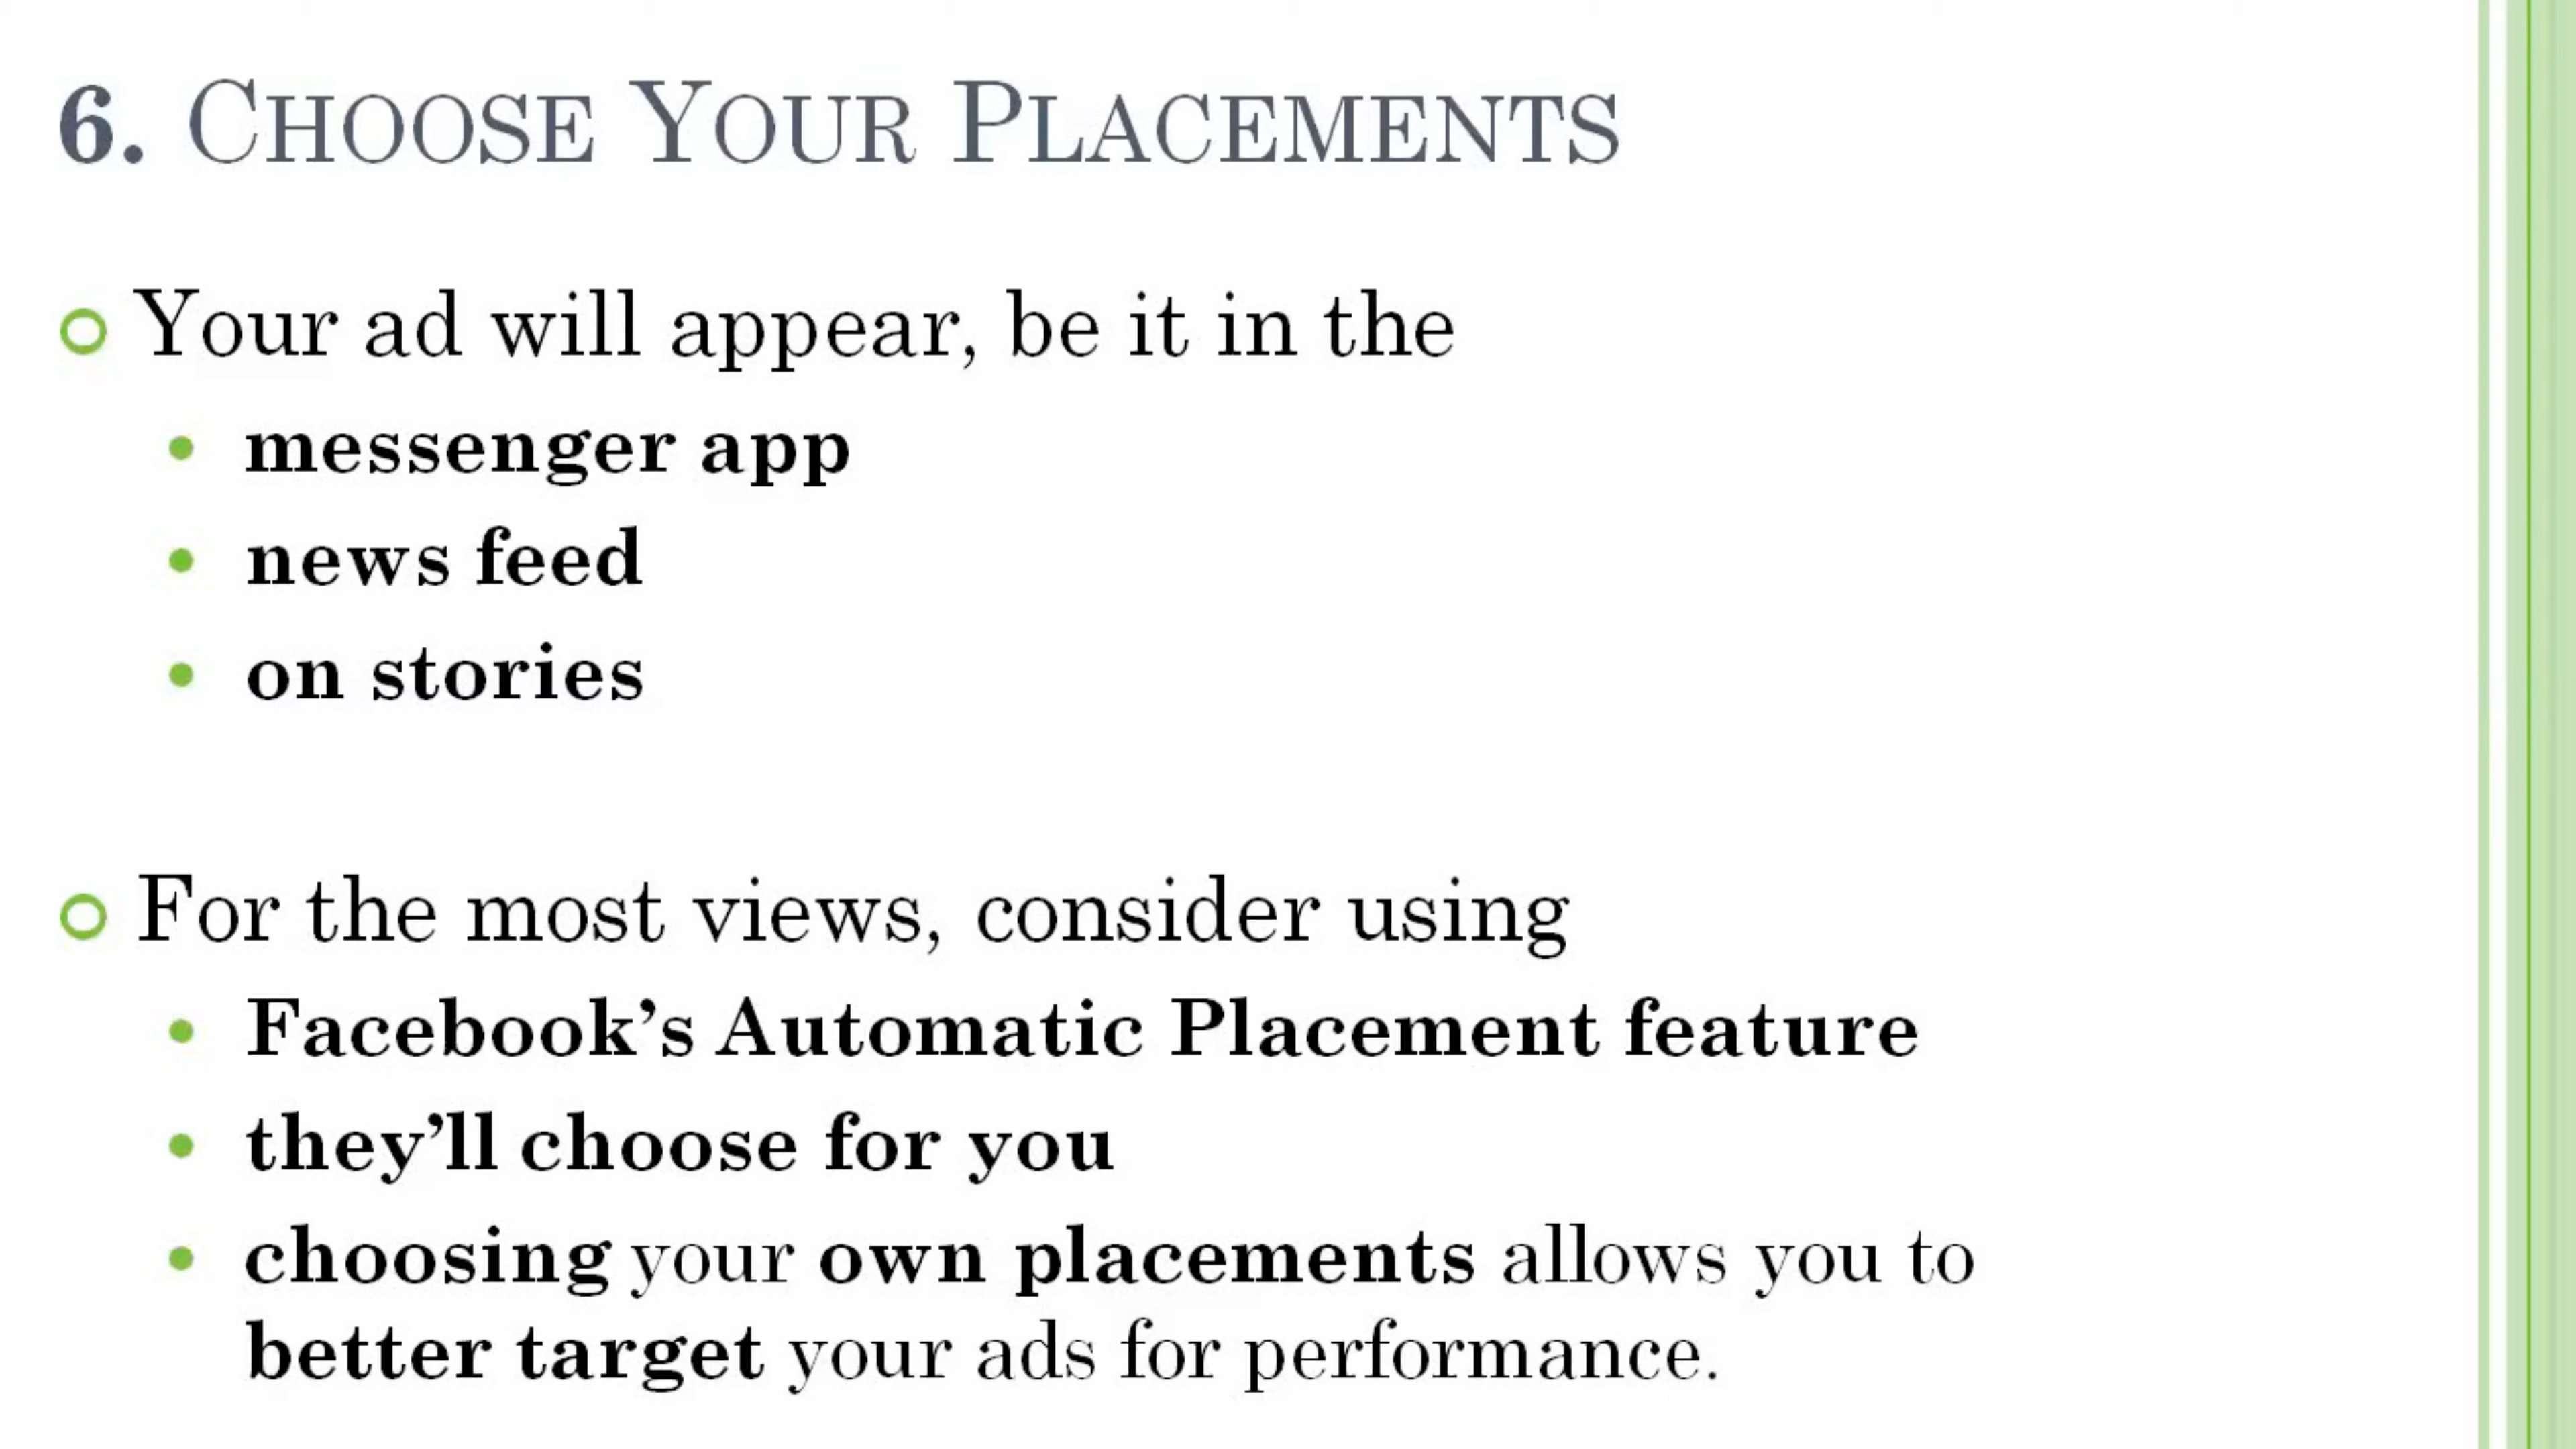 6. Choose Your Placements
Your ad will appear, be it in the
messenger app
news feed
on stories
For the most views, consider using
Facebook’s Automatic Placement feature
they’ll choose for you
choosing your own placements allows you to
better target your ads for performance.